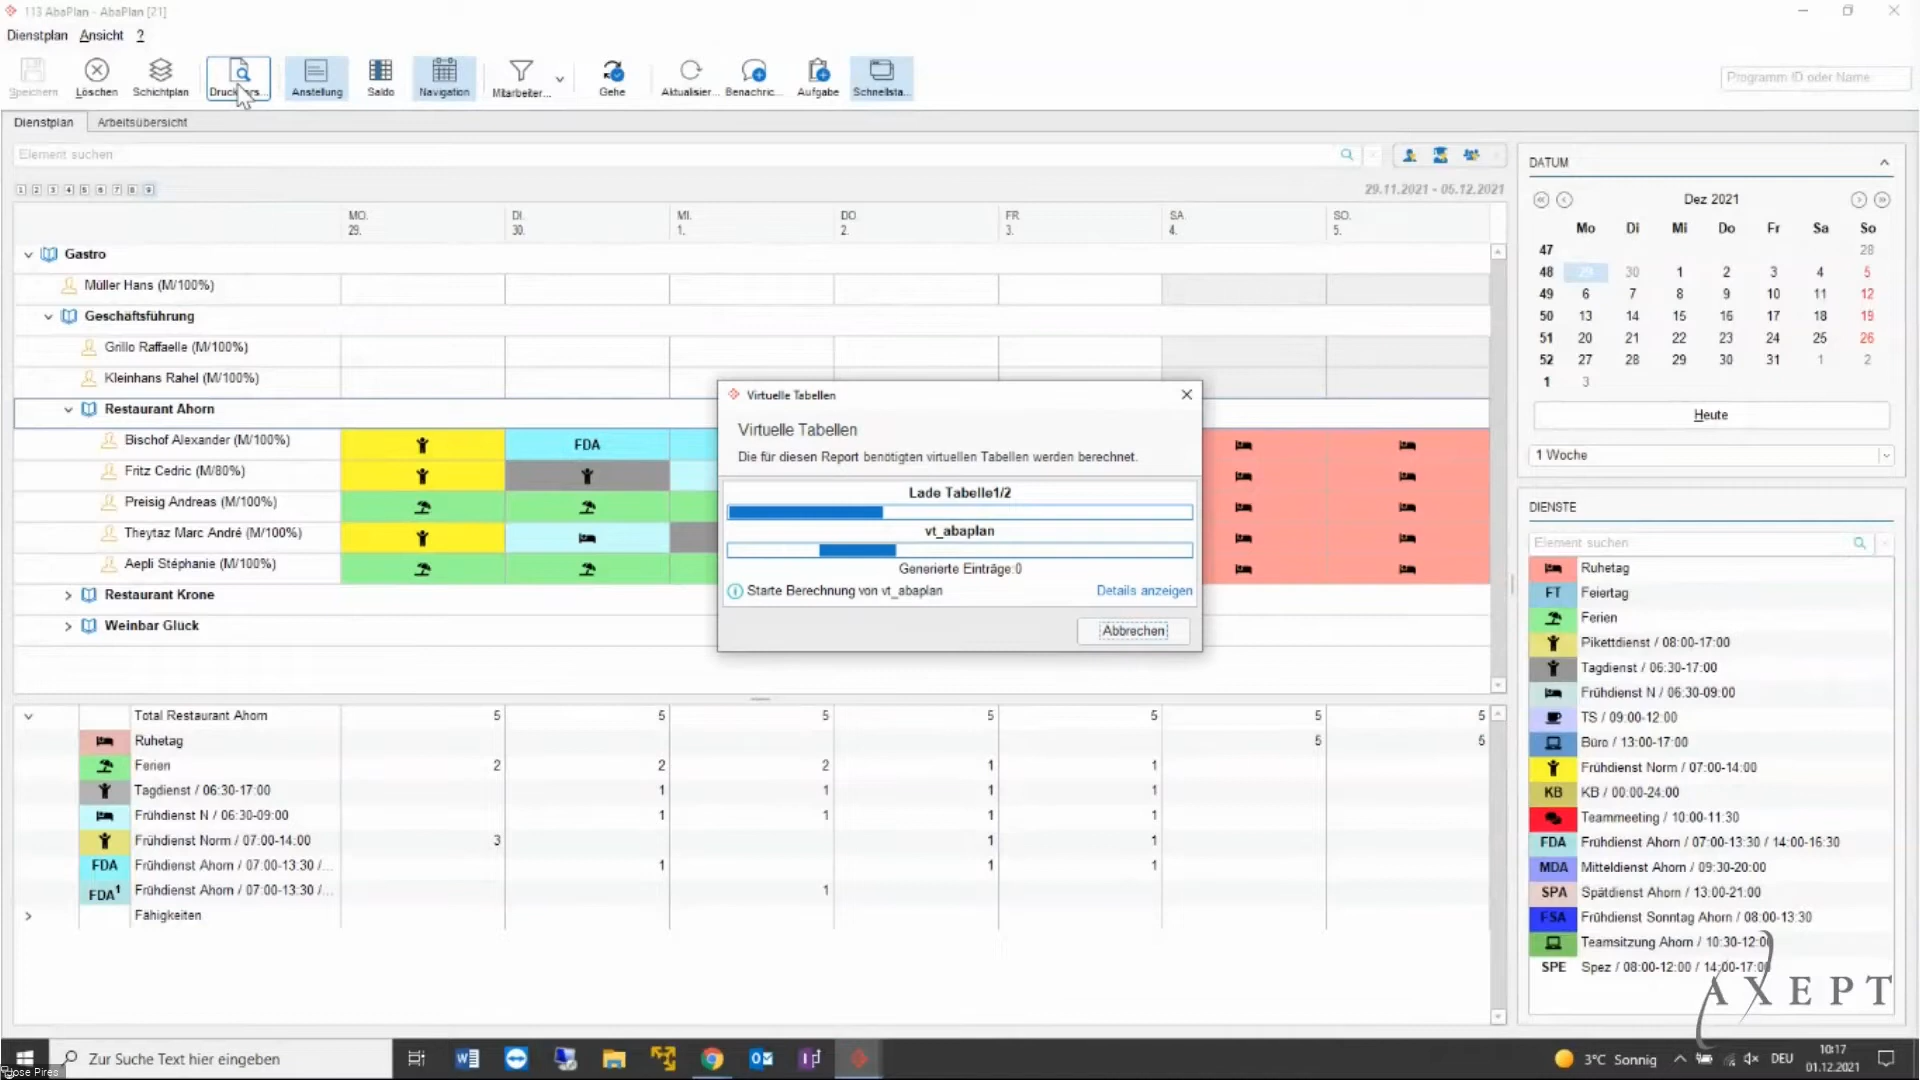 113 AbaPlan - AbaPlan [21]
Dienstplan Ansicht ?
Speichern Löschen Schichtplan Anstellung Saldo Navigation Mitarbeiter... Gehe Aktualisier... Benachric... Aufgabe Schnellsta...
Programm ID oder Name
Dienstplan Arbeitsübersicht
Element suchen
1 2 3 4 5 6 7 8 9
29.11.2021 - 05.12.2021
MO. DI. MI. DO. FR. SA. SO.
29. 30. 1. 2. 3. 4. 5.
Gastro
Müller Hans (M/100%)
Geschäftsführung
Grillo Raffaelle (M/100%)
Kleinhans Rahel (M/100%)
Restaurant Ahorn
Bischof Alexander (M/100%) FDA
Fritz Cedric (M/80%)
Preisig Andreas (M/100%)
Theytaz Marc André (M/100%)
Aepli Stéphanie (M/100%)
Restaurant Krone
Weinbar Glück
Virtuelle Tabellen
Virtuelle Tabellen
Die für diesen Report benötigten virtuellen Tabellen werden berechnet.
Lade Tabelle1/2
vt_abaplan
Generierte Einträge:0
Starte Berechnung von vt_abaplan Details anzeigen
Abbrechen
Total Restaurant Ahorn 5 5 5 5 5 5 5
Ruhetag 5 5
Ferien 2 2 2 1 1
Tagdienst / 06:30-17:00 1 1 1 1
Frühdienst N / 06:30-09:00 1 1 1 1
Frühdienst Norm / 07:00-14:00 3 1 1
FDA Frühdienst Ahorn / 07:00-13:30 /... 1 1 1
FDA¹ Frühdienst Ahorn / 07:00-13:30 /... 1
Fähigkeiten
DATUM
Dez 2021
Mo Di Mi Do Fr Sa So
47 28
48 29 30 1 2 3 4 5
49 6 7 8 9 10 11 12
50 13 14 15 16 17 18 19
51 20 21 22 23 24 25 26
52 27 28 29 30 31 1 2
1 3
Heute
1 Woche
DIENSTE
Element suchen
Ruhetag
FT Feiertag
Ferien
Pikettdienst / 08:00-17:00
Tagdienst / 06:30-17:00
Frühdienst N / 06:30-09:00
TS / 09:00-12:00
Büro / 13:00-17:00
Frühdienst Norm / 07:00-14:00
KB KB / 00:00-24:00
Teammeeting / 10:00-11:30
FDA Frühdienst Ahorn / 07:00-13:30 / 14:00-16:30
MDA Mitteldienst Ahorn / 09:30-20:00
SPA Spätdienst Ahorn / 13:00-21:00
FSA Frühdienst Sonntag Ahorn / 08:00-13:30
Teamsitzung Ahorn / 10:30-12:00
SPE Spez / 08:00-12:00 / 14:00-17:00
AXEPT
Zur Suche Text hier eingeben
3°C Sonnig DEU
10:17
01.12.2021
Jose Pires